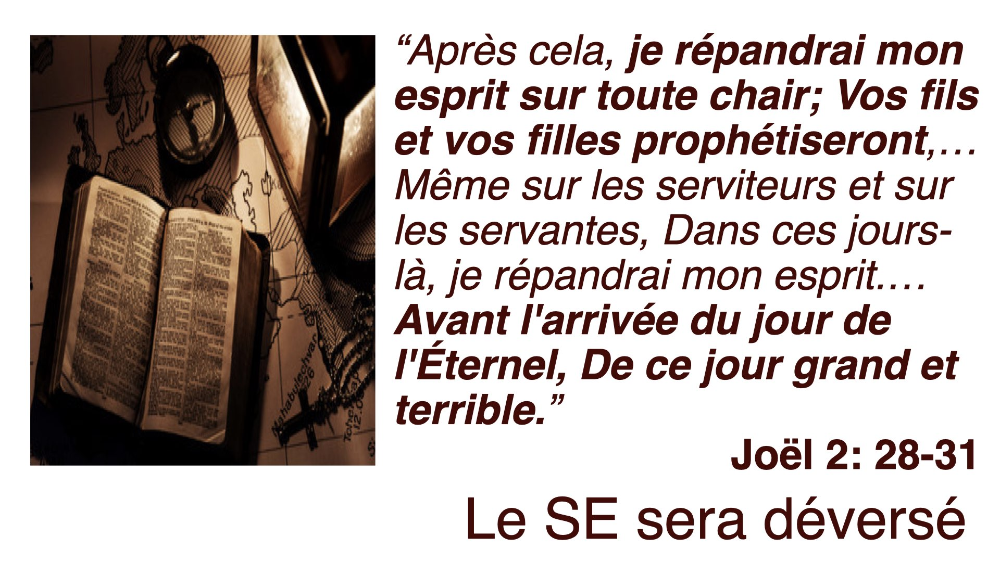 “Après cela, je répandrai mon
esprit sur toute chair; Vos fils
et vos filles prophétiseront,…
Même sur les serviteurs et sur
les servantes, Dans ces jours-
là, je répandrai mon esprit.…
Avant l'arrivée du jour de
l'Éternel, De ce jour grand et
terrible.”
Joël 2: 28-31
Le SE sera déversé